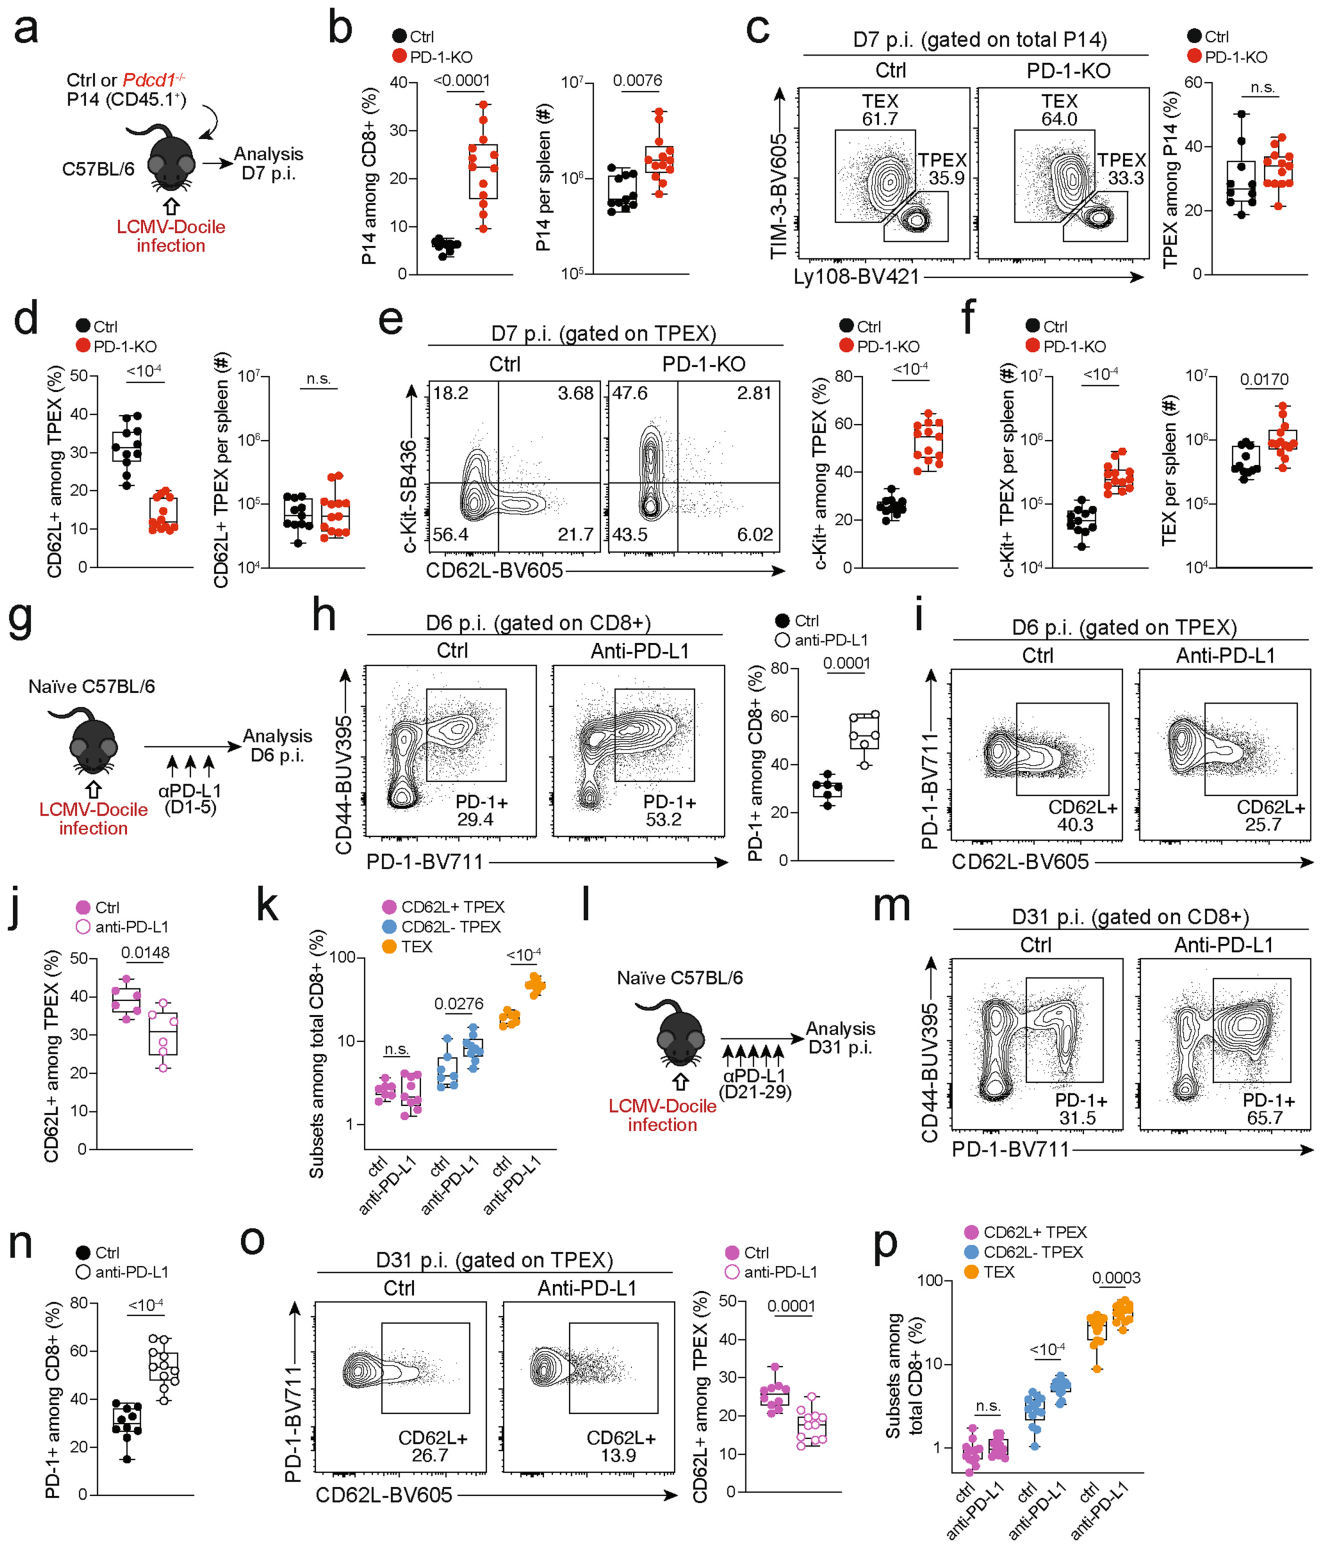 a
Ctrl or Pdcd1-/-
P14 (CD45.1+)
C57BL/6
Analysis
D7 p.i.
LCMV-Docile
infection
b
Ctrl
PD-1-KO
P14 among CD8+ (%)
<0.0001
40
30
20
10
0
P14 per spleen (#)
0.0076
10^7
10^6
10^5
c
D7 p.i. (gated on total P14)
Ctrl
PD-1-KO
TEX
61.7
TPEX
35.9
TEX
64.0
TPEX
33.3
TIM-3-BV605
Ly108-BV421
Ctrl
PD-1-KO
TPEX among P14 (%)
n.s.
60
40
20
0
d
Ctrl
PD-1-KO
CD62L+ among TPEX (%)
<10^-4
50
40
30
20
10
0
CD62L+ TPEX per spleen (#)
n.s.
10^7
10^6
10^5
10^4
e
D7 p.i. (gated on TPEX)
Ctrl
PD-1-KO
18.2
3.68
56.4
21.7
47.6
2.81
43.5
6.02
c-Kit-SB436
CD62L-BV605
Ctrl
PD-1-KO
c-Kit+ among TPEX (%)
<10^-4
80
60
40
20
0
f
Ctrl
PD-1-KO
c-Kit+ TPEX per spleen (#)
<10^-4
10^7
10^6
10^5
10^4
TEX per spleen (#)
0.0170
10^7
10^6
10^5
10^4
g
Naïve C57BL/6
Analysis
D6 p.i.
αPD-L1
(D1-5)
LCMV-Docile
infection
h
D6 p.i. (gated on CD8+)
Ctrl
Anti-PD-L1
PD-1+
29.4
PD-1+
53.2
CD44-BUV395
PD-1-BV711
Ctrl
anti-PD-L1
PD-1+ among CD8+ (%)
0.0001
80
60
40
20
0
i
D6 p.i. (gated on TPEX)
Ctrl
Anti-PD-L1
CD62L+
40.3
CD62L+
25.7
PD-1-BV711
CD62L-BV605
j
Ctrl
anti-PD-L1
CD62L+ among TPEX (%)
0.0148
50
40
30
20
10
0
k
CD62L+ TPEX
CD62L- TPEX
TEX
Subsets among total CD8+ (%)
n.s.
0.0276
<10^-4
100
10
1
ctrl
anti-PD-L1
ctrl
anti-PD-L1
ctrl
anti-PD-L1
l
Naïve C57BL/6
Analysis
D31 p.i.
αPD-L1
(D21-29)
LCMV-Docile
infection
m
D31 p.i. (gated on CD8+)
Ctrl
Anti-PD-L1
PD-1+
31.5
PD-1+
65.7
CD44-BUV395
PD-1-BV711
n
Ctrl
anti-PD-L1
PD-1+ among CD8+ (%)
<10^-4
80
60
40
20
0
o
D31 p.i. (gated on TPEX)
Ctrl
Anti-PD-L1
CD62L+
26.7
CD62L+
13.9
PD-1-BV711
CD62L-BV605
Ctrl
anti-PD-L1
CD62L+ among TPEX (%)
0.0001
50
40
30
20
10
0
p
CD62L+ TPEX
CD62L- TPEX
TEX
Subsets among
total CD8+ (%)
n.s.
<10^-4
0.0003
100
10
1
ctrl
anti-PD-L1
ctrl
anti-PD-L1
ctrl
anti-PD-L1